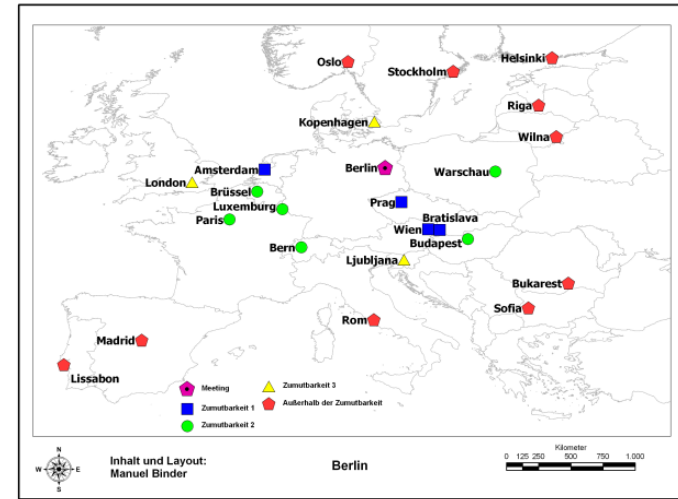 Oslo
Stockholm
Helsinki
Riga
Kopenhagen
Wilna
Amsterdam
Berlin
Warschau
London
Brüssel
Luxemburg
Prag
Paris
Bratislava
Wien
Bern
Budapest
Ljubljana
Bukarest
Sofia
Rom
Madrid
Lissabon
Meeting
Zumutbarkeit 1
Zumutbarkeit 2
Zumutbarkeit 3
Außerhalb der Zumutbarkeit
N
W
E
S
Inhalt und Layout:
Manuel Binder
Berlin
Kilometer
0 125 250 500 750 1.000